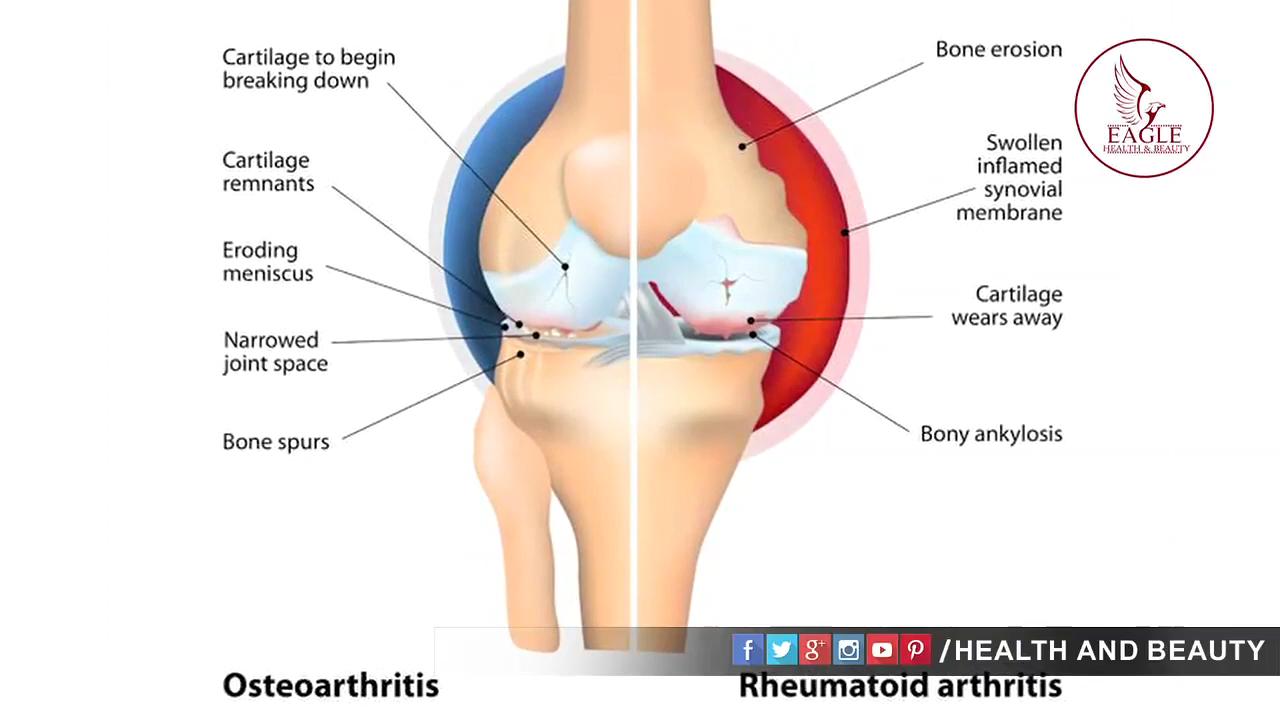 Cartilage to begin
breaking down
Cartilage
remnants
Eroding
meniscus
Narrowed
joint space
Bone spurs
Osteoarthritis
Bone erosion
Swollen
inflamed
synovial
membrane
Cartilage
wears away
Bony ankylosis
Rheumatoid arthritis
EAGLE
HEALTH & BEAUTY
/HEALTH AND BEAUTY